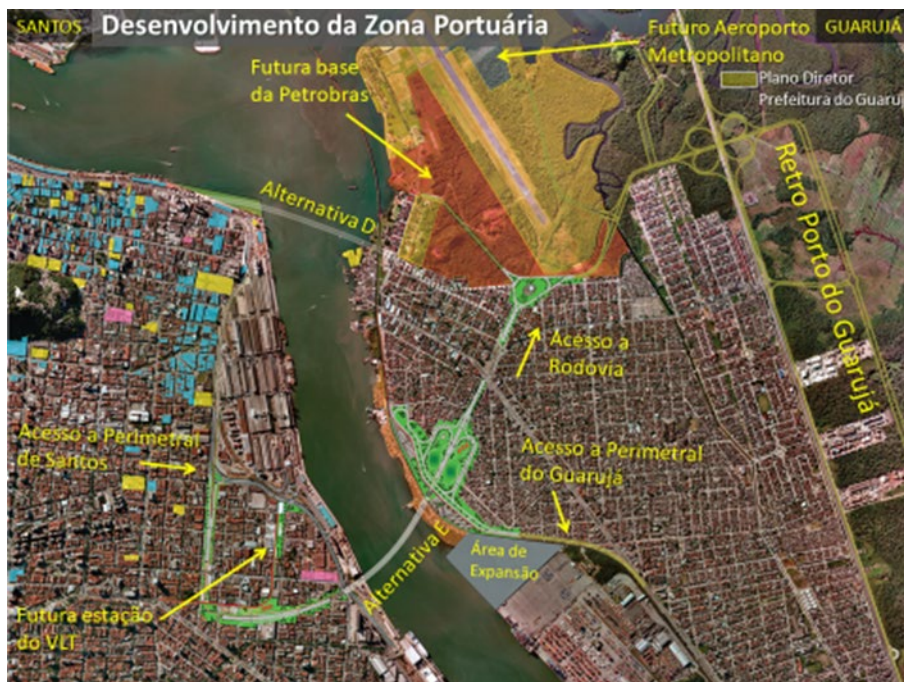 SANTOS
Desenvolvimento da Zona Portuária
Futuro Aeroporto
Metropolitano
GUARUJÁ
Futura base
da Petrobras
Plano Diretor
Prefeitura do Guaruj
Alternativa D
Retro Porto do Guarujá
Acesso a
Rodovia
Acesso a Perimetral
de Santos
Acesso a Perimetral
do Guarujá
Alternativa E
Área de
Expansão
Futura estação
do VLT